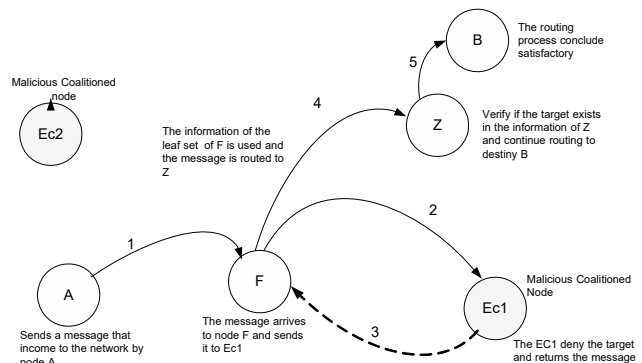 B
The routing
process conclude
satisfactory
5
Malicious Coalitioned
node
Ec2
4
Z
Verify if the target exists
in the information of Z
and continue routing to
destiny B
The information of the
leaf set of F is used and
the message is routed to
Z
1
2
A
F
Malicious Coalitioned
Node
Ec1
3
Sends a message that
income to the network by
node A
The message arrives
to node F and sends
it to Ec1
The EC1 deny the target
and returns the message